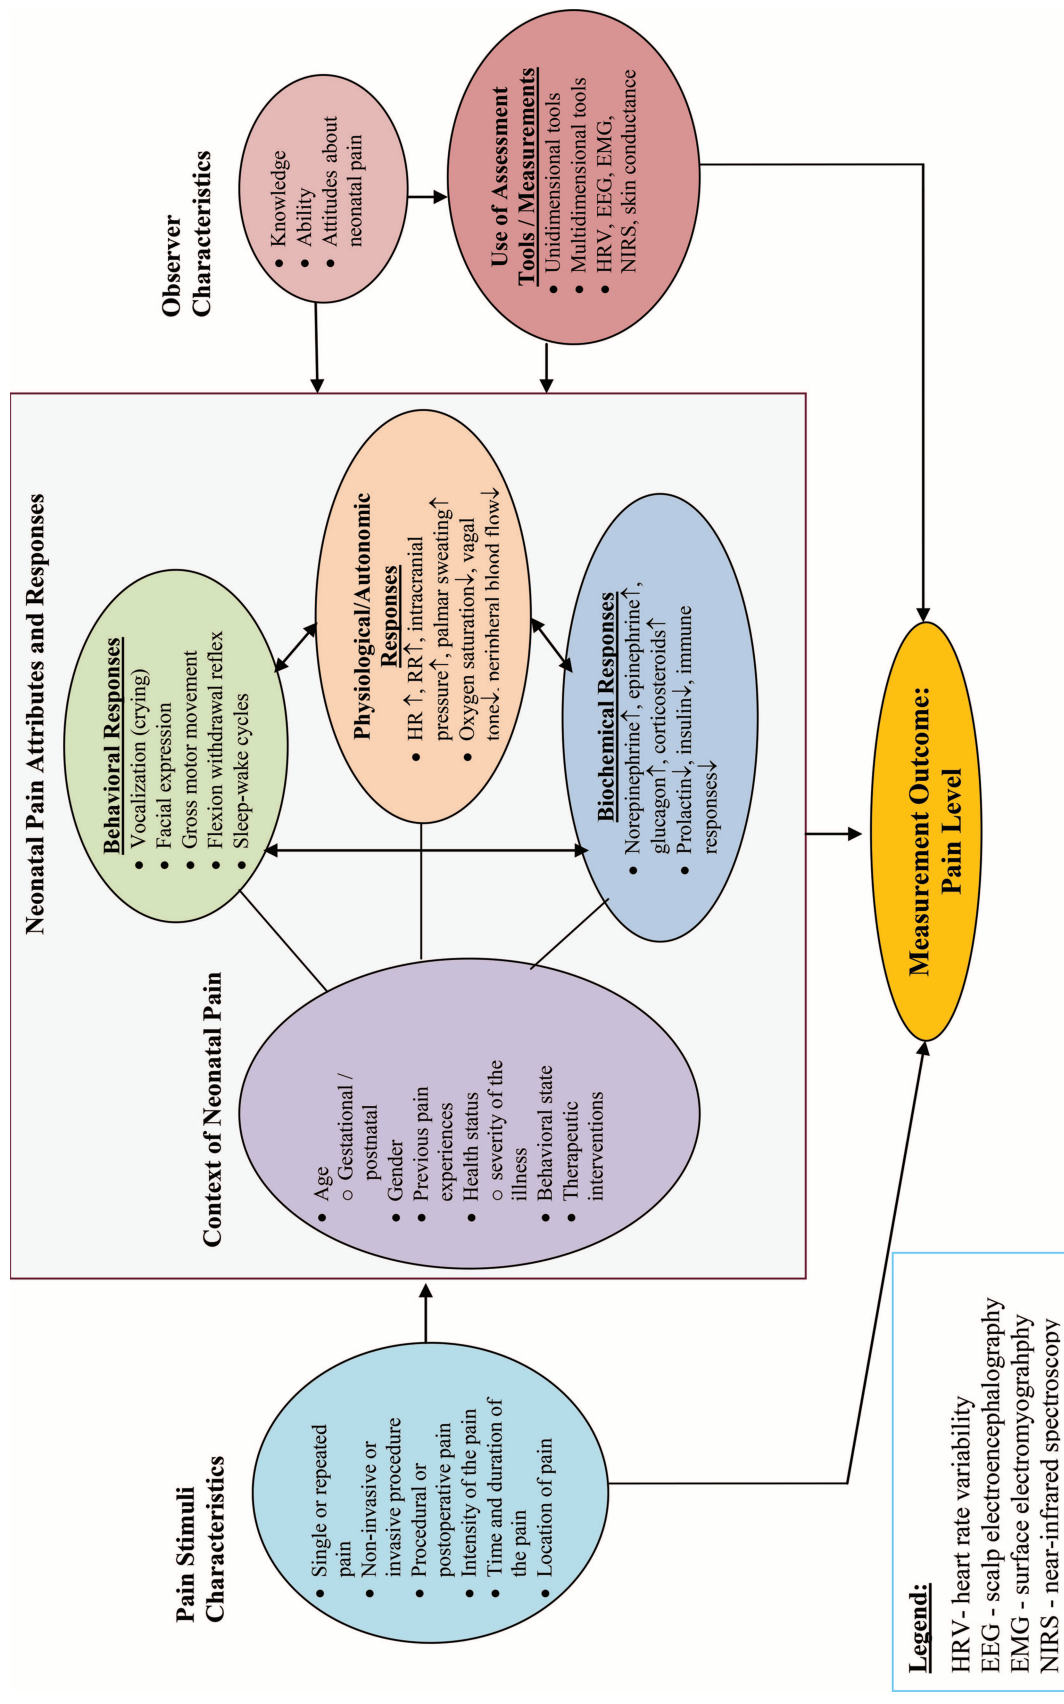 Pain Stimuli
Characteristics
• Single or repeated
pain
• Non-invasive or
invasive procedure
• Procedural or
postoperative pain
• Intensity of the pain
• Time and duration of
the pain
• Location of pain
Neonatal Pain Attributes and Responses
Context of Neonatal Pain
• Age
○ Gestational /
postnatal
• Gender
• Previous pain
experiences
• Health status
○ severity of the
illness
• Behavioral state
• Therapeutic
interventions
Behavioral Responses
• Vocalization (crying)
• Facial expression
• Gross motor movement
• Flexion withdrawal reflex
• Sleep-wake cycles
Physiological/Autonomic
Responses
• HR ↑, RR↑, intracranial
pressure↑, palmar sweating↑
• Oxygen saturation↓, vagal
tone↓, peripheral blood flow↓
Biochemical Responses
• Norepinephrine↑, epinephrine↑,
glucagon↑, corticosteroids↑
• Prolactin↓, insulin↓, immune
responses↓
Observer
Characteristics
• Knowledge
• Ability
• Attitudes about
neonatal pain
Use of Assessment
Tools / Measurements
• Unidimensional tools
• Multidimensional tools
• HRV, EEG, EMG,
NIRS, skin conductance
Measurement Outcome:
Pain Level
Legend:
HRV- heart rate variability
EEG - scalp electroencephalography
EMG - surface electromyograhphy
NIRS - near-infrared spectroscopy